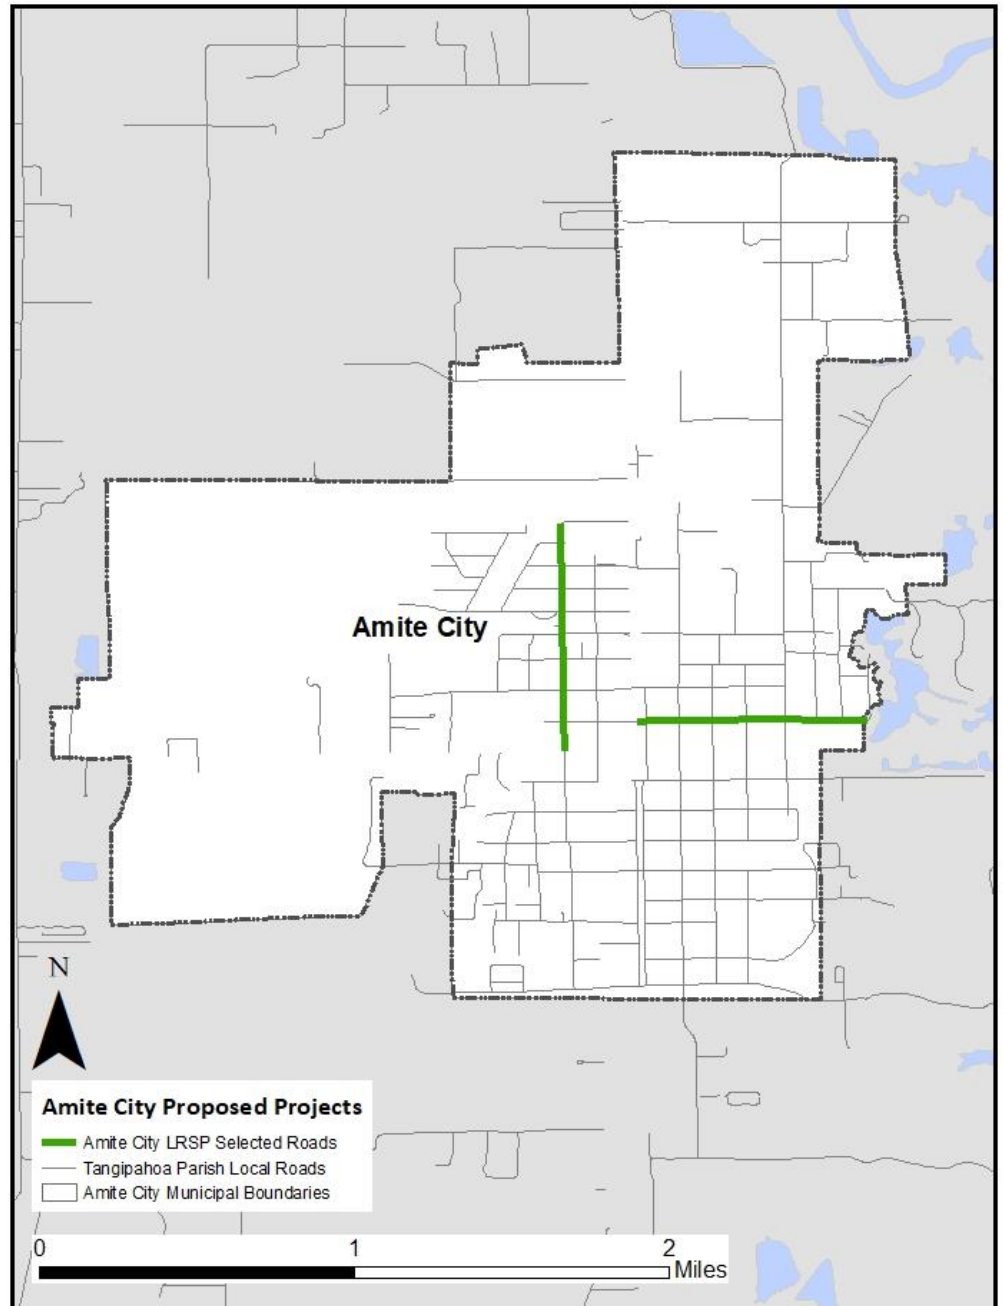 Amite City
N
Amite City Proposed Projects
Amite City LRSP Selected Roads
Tangipahoa Parish Local Roads
Amite City Municipal Boundaries
0 1 2
Miles